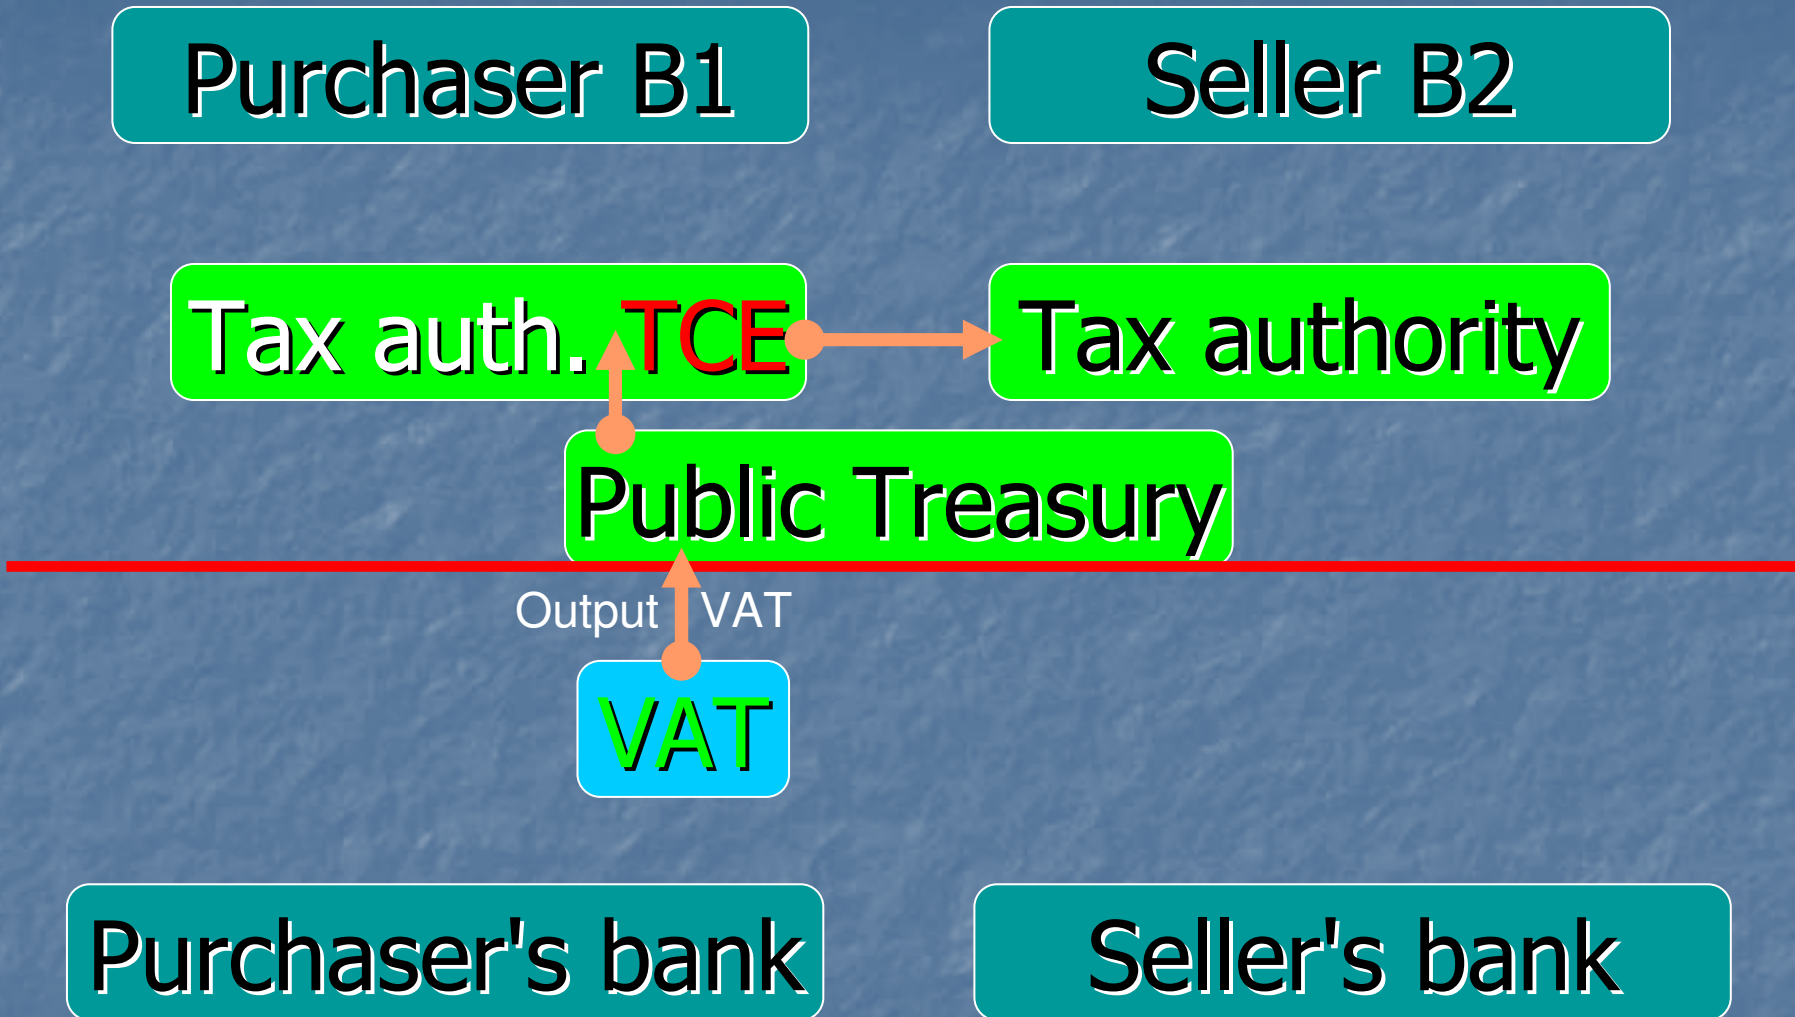 Purchaser B1
Seller B2
Tax auth. TCE
Tax authority
Public Treasury
Output VAT
VAT
Purchaser's bank
Seller's bank